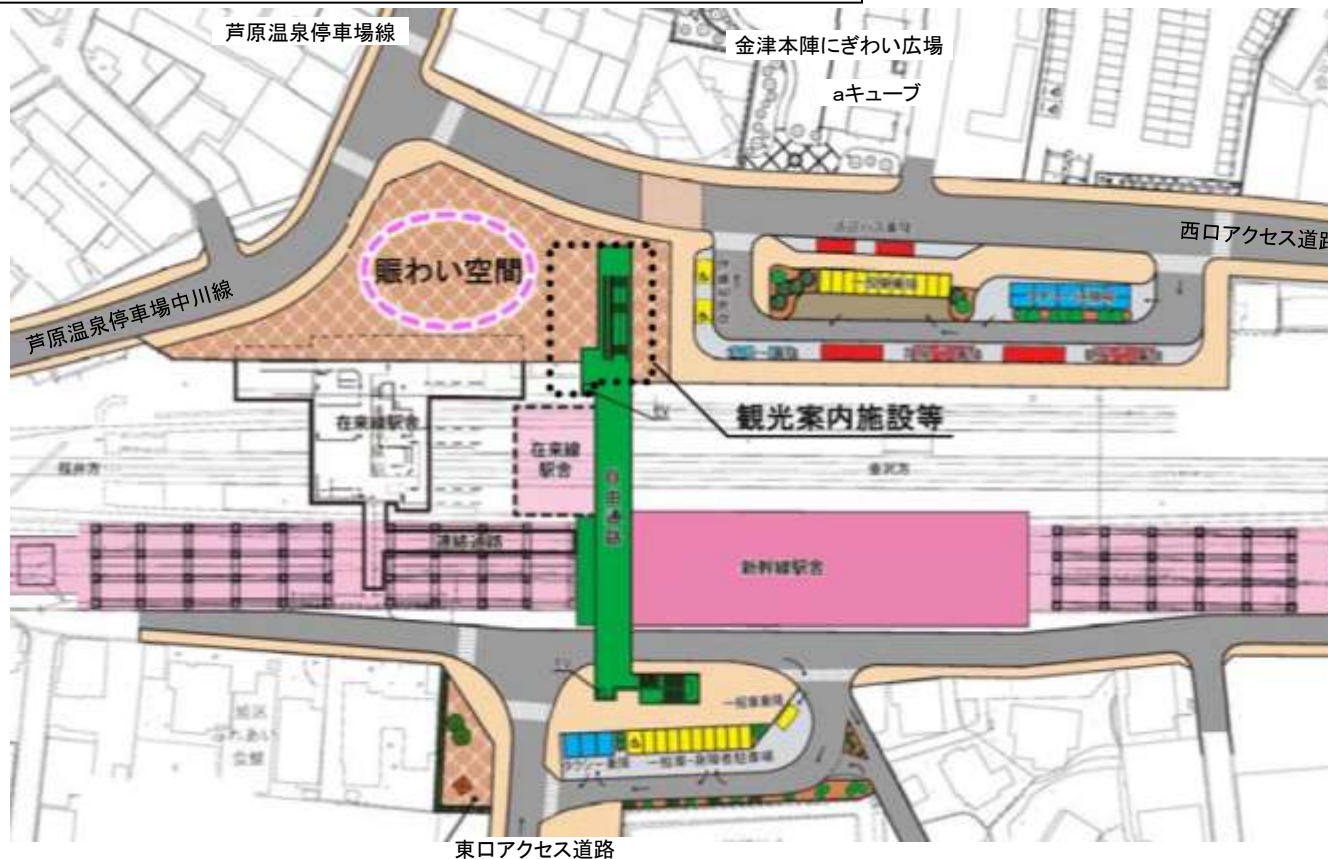 芦原温泉停車場線
金津本陣にぎわい広場
aキューブ
西口アクセス道路
賑わい空間
芦原温泉停車場中川線
観光案内施設等
在来線駅舎
在来線
駅舎
福井方
金沢方
自由通路
連絡通路
新幹線駅舎
一般車乗降
タクシー乗降
一般車・身障者駐車場
東口アクセス道路